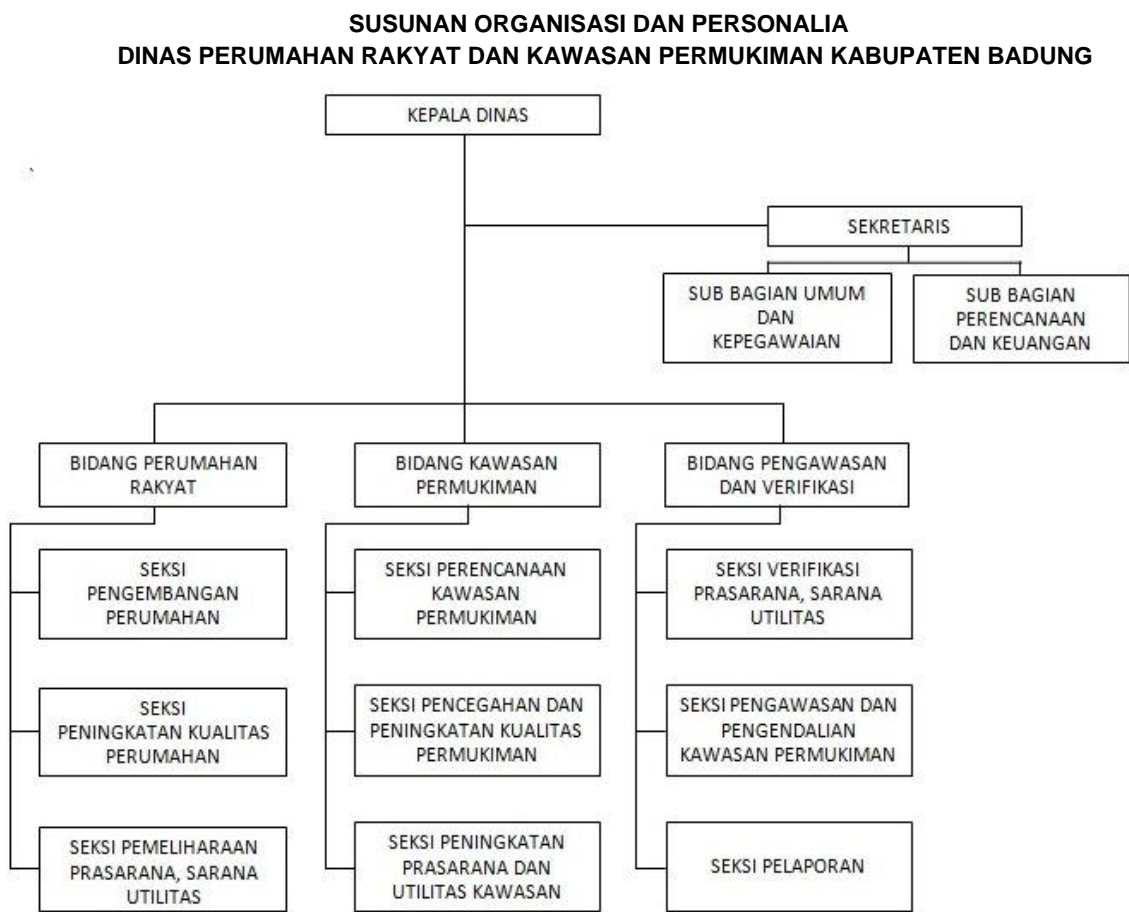 SUSUNAN ORGANISASI DAN PERSONALIA
DINAS PERUMAHAN RAKYAT DAN KAWASAN PERMUKIMAN KABUPATEN BADUNG
KEPALA DINAS
SEKRETARIS
SUB BAGIAN UMUM
DAN
KEPEGAWAIAN
SUB BAGIAN
PERENCANAAN
DAN KEUANGAN
BIDANG PERUMAHAN
RAKYAT
BIDANG KAWASAN
PERMUKIMAN
BIDANG PENGAWASAN
DAN VERIFIKASI
SEKSI
PENGEMBANGAN
PERUMAHAN
SEKSI PERENCANAAN
KAWASAN
PERMUKIMAN
SEKSI VERIFIKASI
PRASARANA, SARANA
UTILITAS
SEKSI
PENINGKATAN KUALITAS
PERUMAHAN
SEKSI PENCEGAHAN DAN
PENINGKATAN KUALITAS
PERMUKIMAN
SEKSI PENGAWASAN DAN
PENGENDALIAN
KAWASAN PERMUKIMAN
SEKSI PEMELIHARAAN
PRASARANA, SARANA
UTILITAS
SEKSI PENINGKATAN
PRASARANA DAN
UTILITAS KAWASAN
SEKSI PELAPORAN